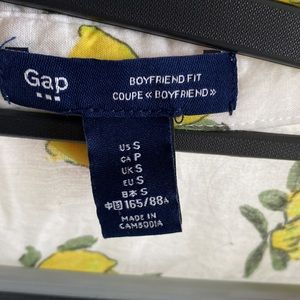 Gap
BOYFRIEND FIT
COUPE « BOYFRIEND »
US S
CA P
UK S
EU S
日本 S
中国 165/88A
MADE IN
CAMBODIA